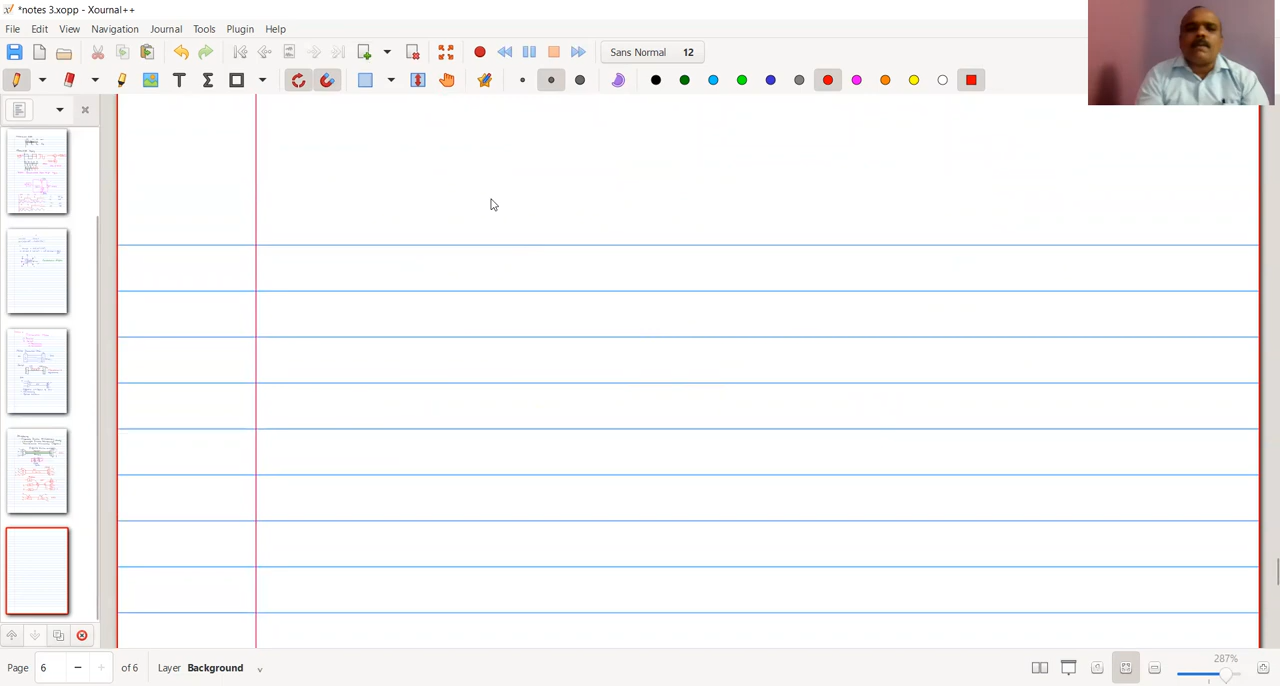 *notes 3.xopp - Xournal++
File Edit View Navigation Journal Tools Plugin Help
Sans Normal 12
Page 6 of 6 Layer Background
287%